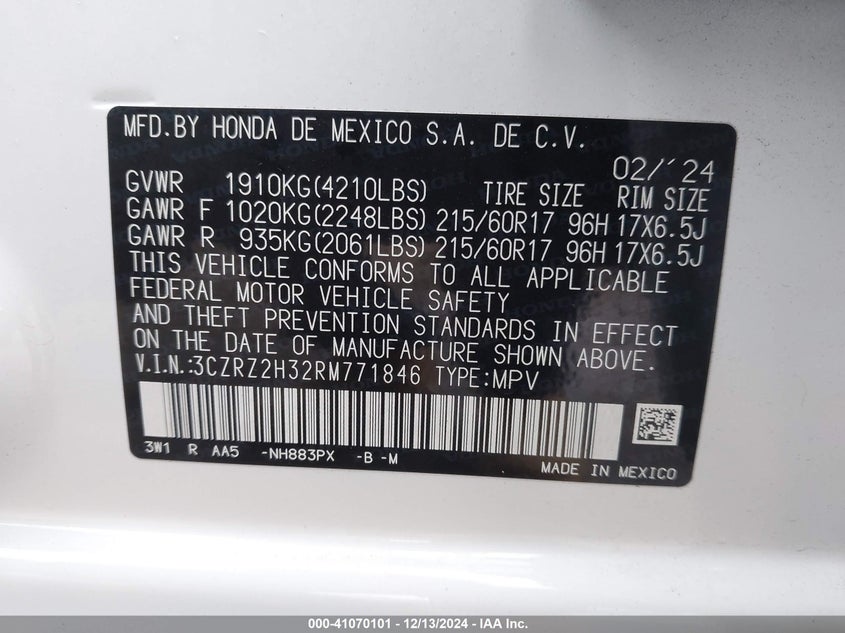 MFD.BY HONDA DE MEXICO S.A. DE C.V.
02/'24
GVWR 1910KG(4210LBS) TIRE SIZE RIM SIZE
GAWR F 1020KG(2248LBS) 215/60R17 96H 17X6.5J
GAWR R 935KG(2061LBS) 215/60R17 96H 17X6.5J
THIS VEHICLE CONFORMS TO ALL APPLICABLE
FEDERAL MOTOR VEHICLE SAFETY
AND THEFT PREVENTION STANDARDS IN EFFECT
ON THE DATE OF MANUFACTURE SHOWN ABOVE.
V.I.N.:3CZRZ2H32RM771846 TYPE:MPV
3W1 R AA5 -NH883PX -B -M
MADE IN MEXICO
000-41070101 - 12/13/2024 - IAA Inc.